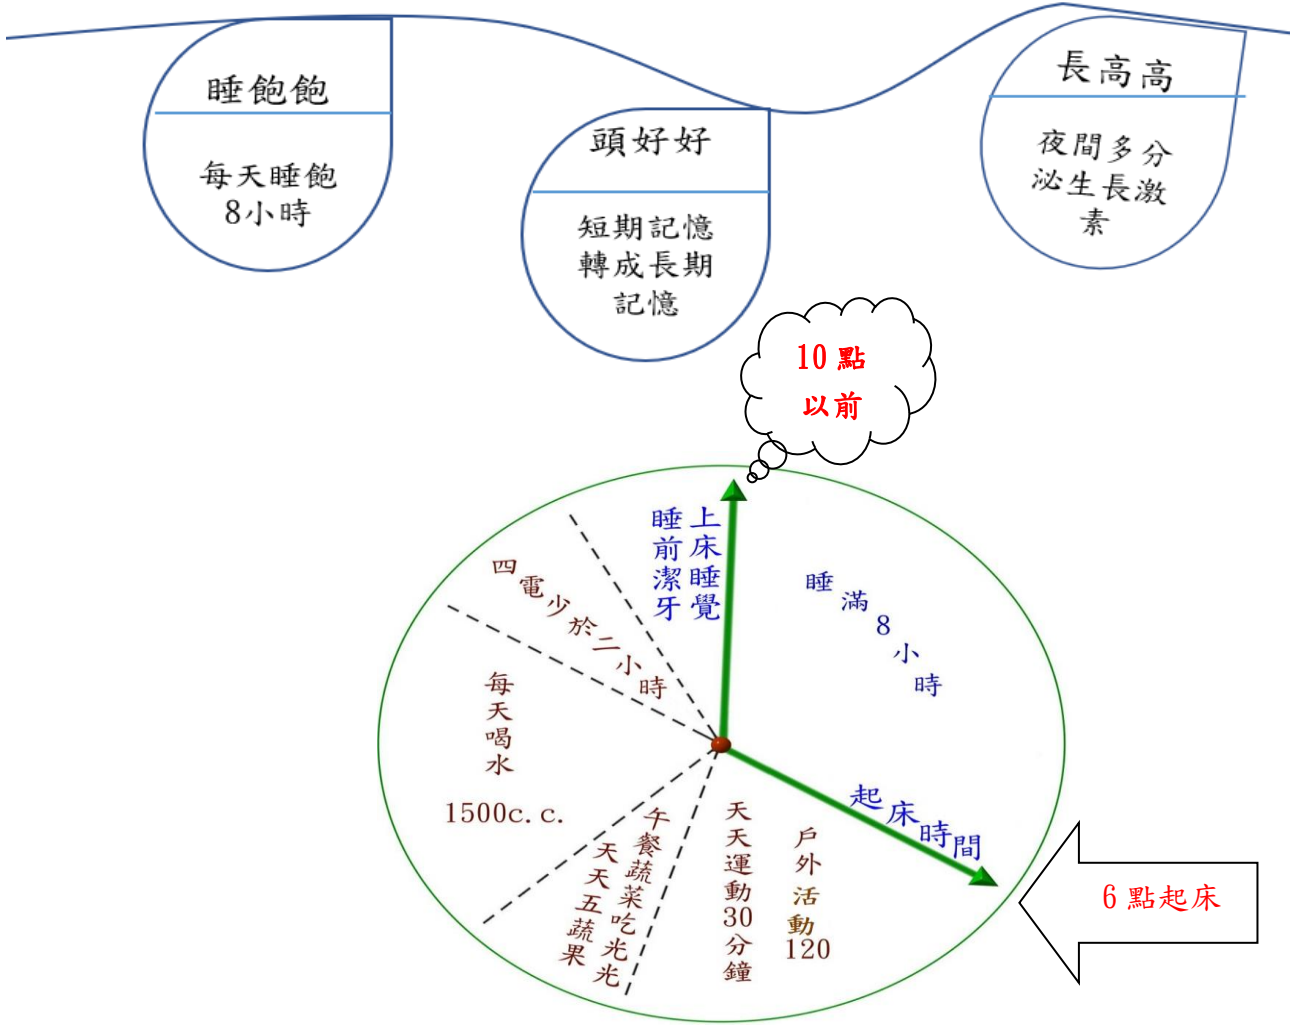 睡飽飽
每天睡飽
8小時
頭好好
短期記憶
轉成長期
記憶
長高高
夜間多分
泌生長激
素
10點
以前
上床睡覺
睡前潔牙
睡滿8小時
起床時間
6點起床
戶外活動120
天天運動30分鐘
午餐蔬菜吃光光
天天五蔬果
每天喝水
1500c.c.
四電少於二小時